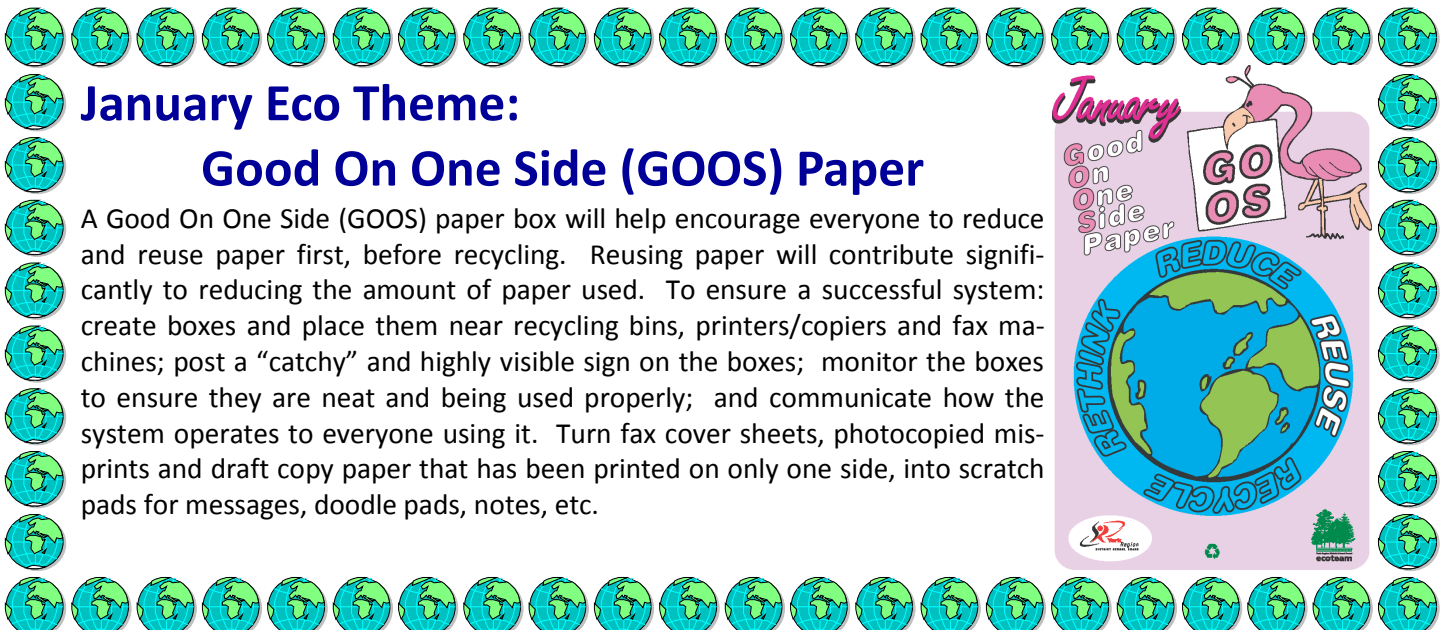 January Eco Theme:
Good On One Side (GOOS) Paper
A Good On One Side (GOOS) paper box will help encourage everyone to reduce
and reuse paper first, before recycling.  Reusing paper will contribute signifi-
cantly to reducing the amount of paper used.  To ensure a successful system:
create boxes and place them near recycling bins, printers/copiers and fax ma-
chines; post a “catchy” and highly visible sign on the boxes;  monitor the boxes
to ensure they are neat and being used properly;  and communicate how the
system operates to everyone using it.  Turn fax cover sheets, photocopied mis-
prints and draft copy paper that has been printed on only one side, into scratch
pads for messages, doodle pads, notes, etc.
January
Good
On
One
Side
Paper
GO
OS
REDUCE
REUSE
RECYCLE
RETHINK
York Region
DISTRICT SCHOOL BOARD
ecoteam